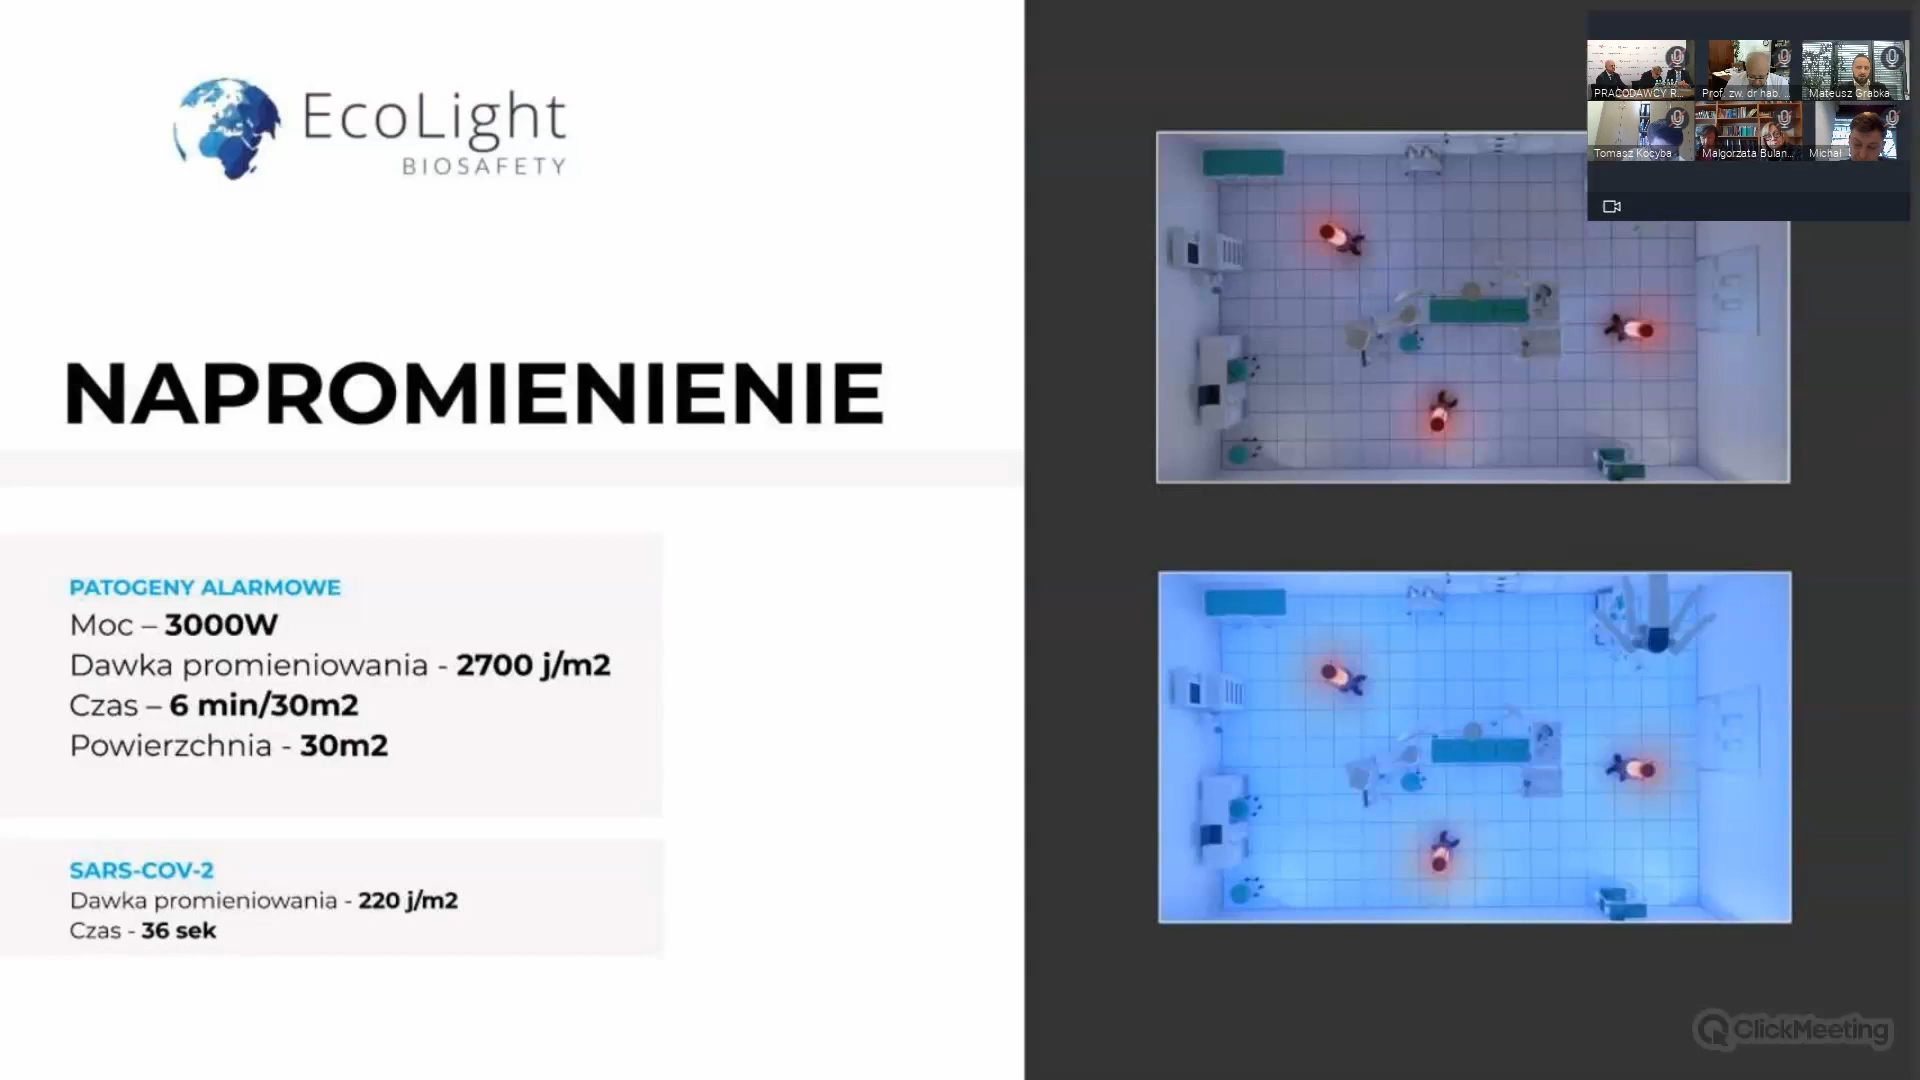 EcoLight
BIOSAFETY
NAPROMIENIENIE
PATOGENY ALARMOWE
Moc – 3000W
Dawka promieniowania - 2700 j/m2
Czas – 6 min/30m2
Powierzchnia - 30m2
SARS-COV-2
Dawka promieniowania - 220 j/m2
Czas - 36 sek
PRACODAWCY R...
Prof. zw. dr hab. ...
Mateusz Grabka
Tomasz Kocyba
Malgorzata Bulan...
Michał
ClickMeeting